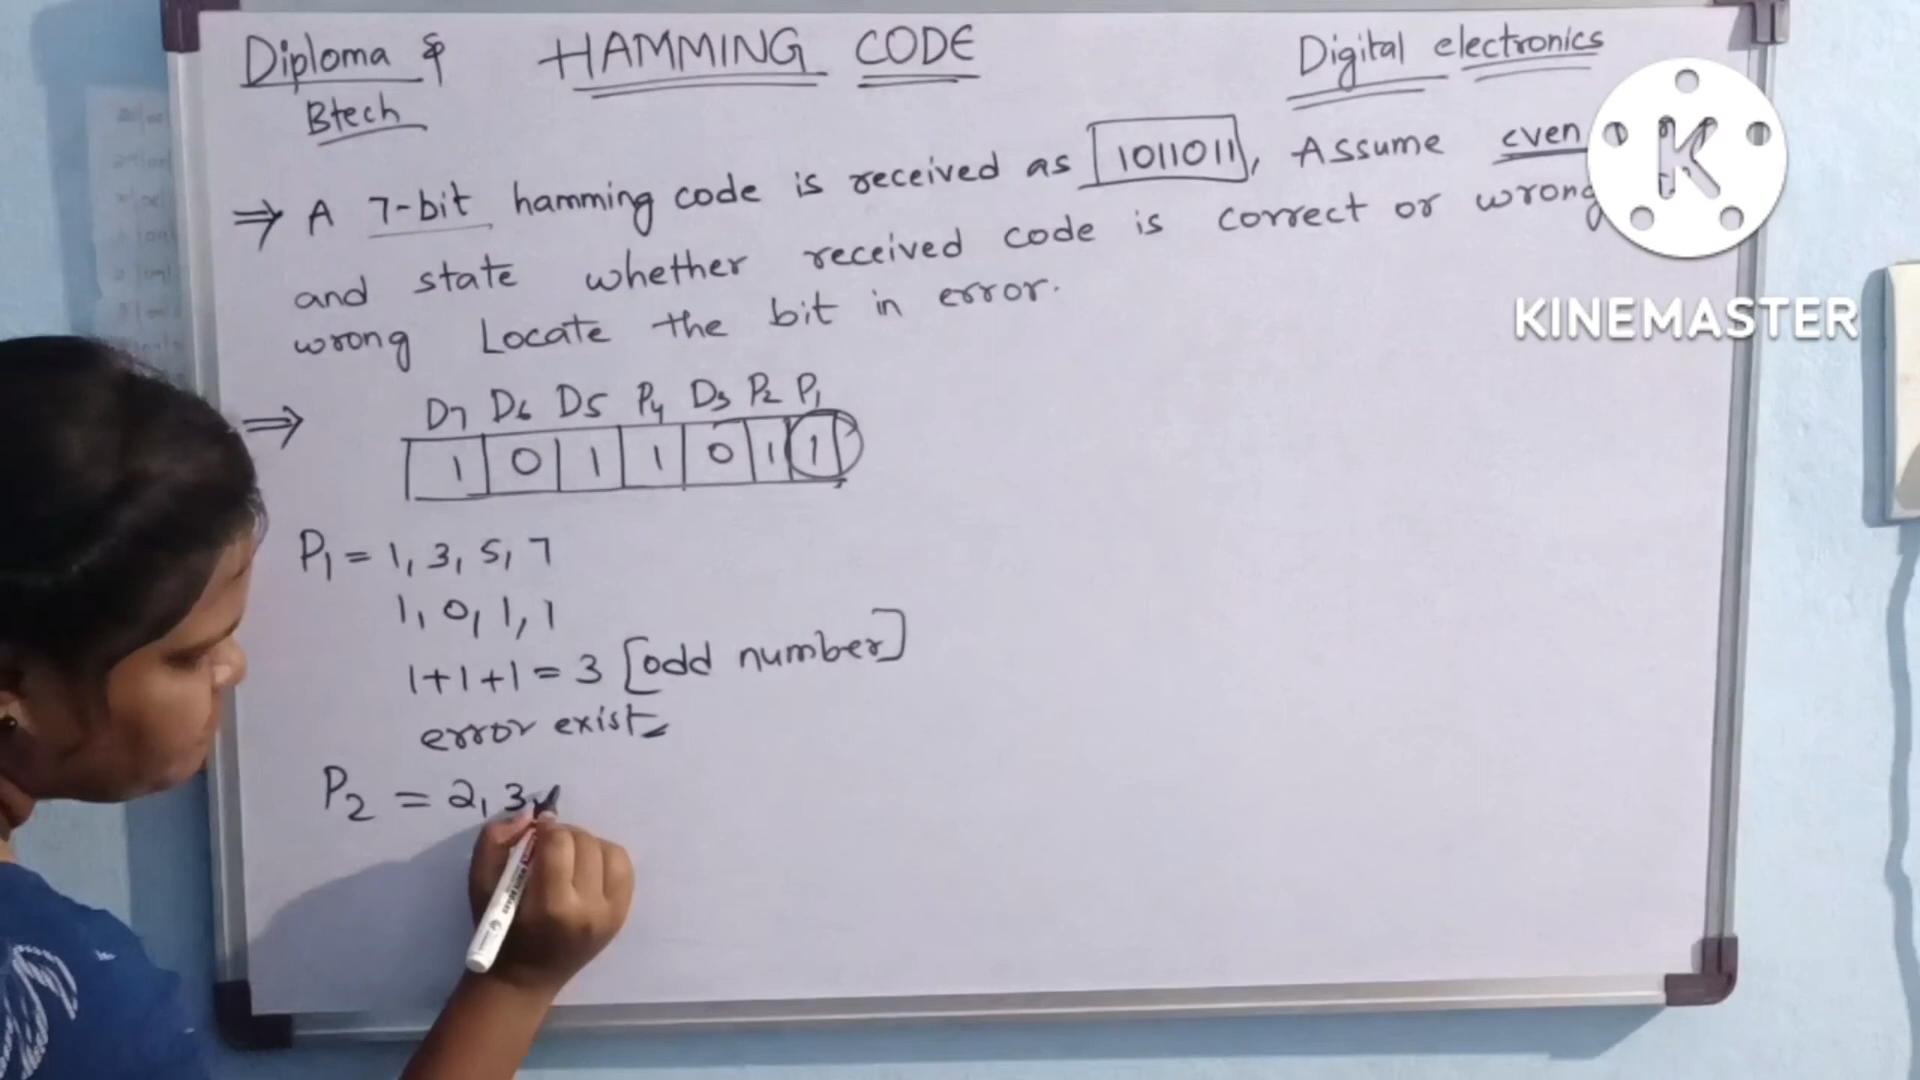 Diploma & HAMMING CODE Digital electronics
Btech
⇒ A 7-bit hamming code is received as 1011011, Assume even
and state whether received code is correct or wrong
wrong Locate the bit in error.
⇒ D7 D6 D5 P4 D3 P2 P1
1 0 1 1 0 1 1
P1 = 1, 3, 5, 7
1, 0, 1, 1
1+1+1 = 3 [odd number]
error exist
P2 = 2, 3,
K
KINEMASTER